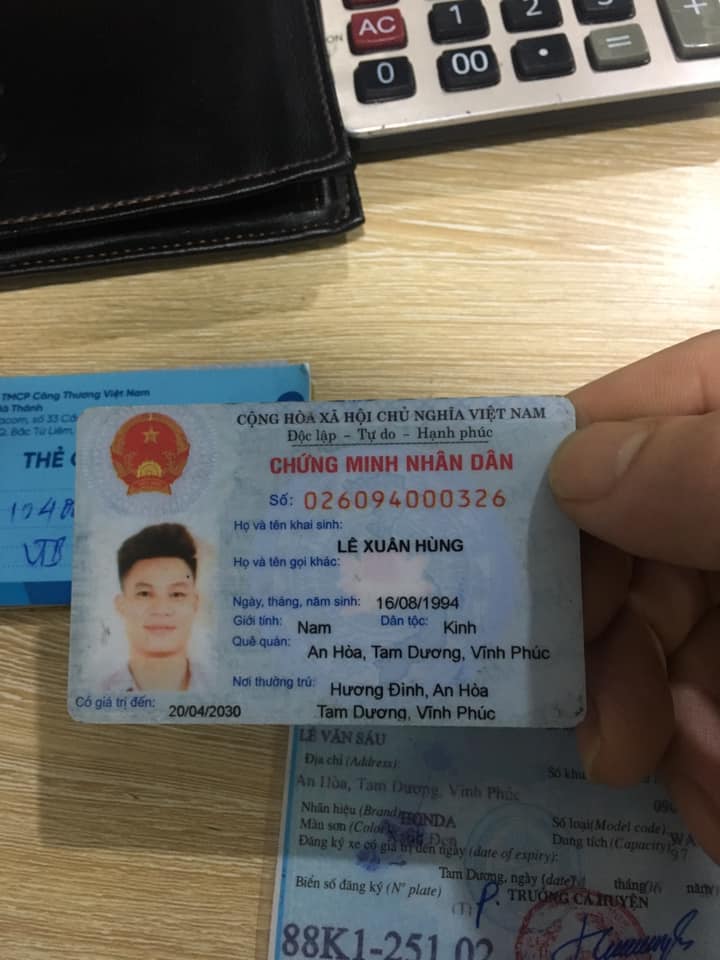 AC
1
2
3
+
0
00
.
=
TMCP Công Thương Việt Nam
à Thành
số 33
Q. Bắc Từ Liêm,
THẺ
CỘNG HÒA XÃ HỘI CHỦ NGHĨA VIỆT NAM
Độc lập - Tự do - Hạnh phúc
CHỨNG MINH NHÂN DÂN
Số: 026094000326
Họ và tên khai sinh:
LÊ XUÂN HÙNG
Họ và tên gọi khác:
Ngày, tháng, năm sinh: 16/08/1994
Giới tính: Nam Dân tộc: Kinh
Quê quán: An Hòa, Tam Dương, Vĩnh Phúc
Nơi thường trú: Hương Đình, An Hòa
Tam Dương, Vĩnh Phúc
Có giá trị đến: 20/04/2030
LÊ VĂN SÁU
Địa chỉ (Address):
An Hòa, Tam Dương, Vĩnh Phúc
Số khu
Nhãn hiệu (Brand) HONDA
Số loại(Model code):
Màu sơn (Color) Đen
Dung tích (Capacity): 97
Đăng ký xe có giá trị đến ngày (date of expiry):
Tam Dương, ngày (date) tháng năm
Biển số đăng ký (N° plate)
P. TRƯỞNG CA HUYỆN
88K1-251.02